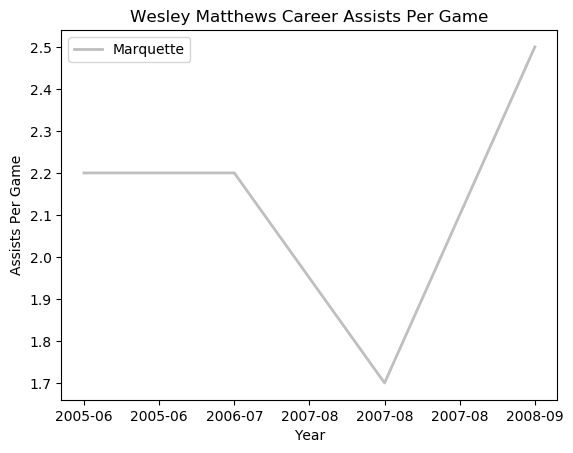 Wesley Matthews Career Assists Per Game
Marquette
2.5
2.4
2.3
2.2
2.1
2.0
1.9
1.8
1.7
Assists Per Game
2005-06 2005-06 2006-07 2007-08 2007-08 2007-08 2008-09
Year